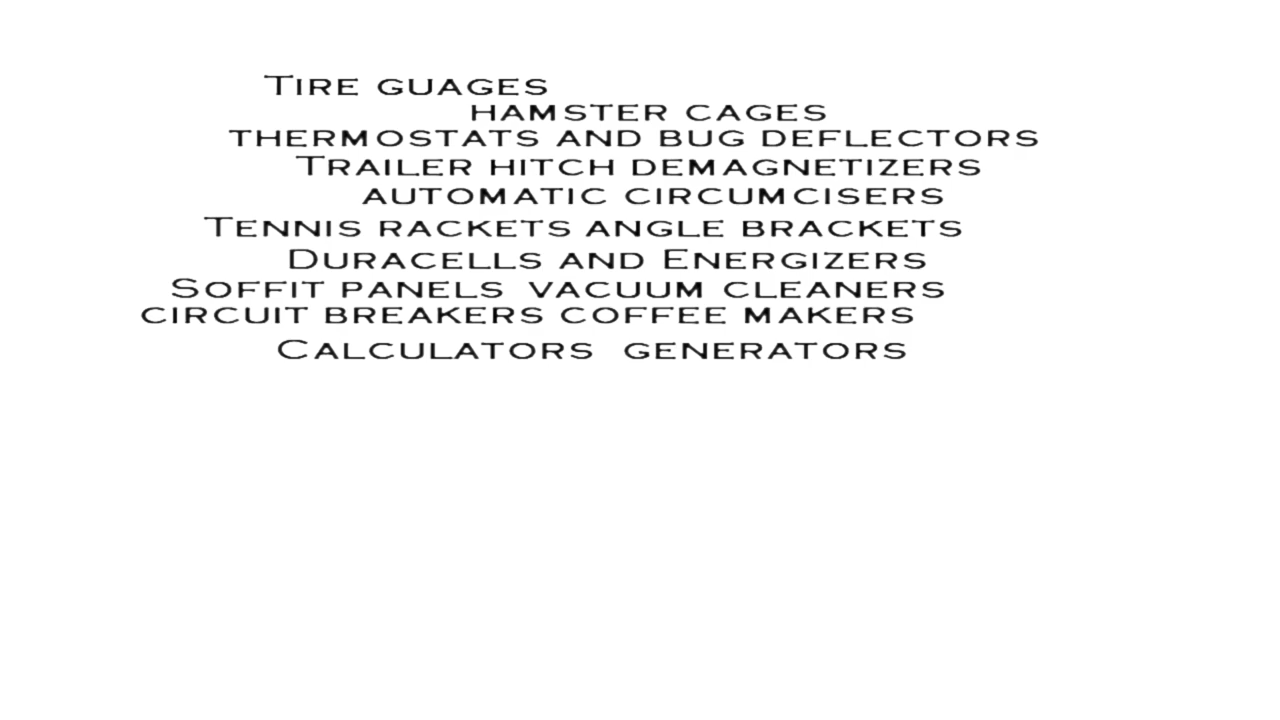 Tire guages
hamster cages
thermostats and bug deflectors
Trailer hitch demagnetizers
automatic circumcisers
Tennis rackets angle brackets
Duracells and Energizers
Soffit panels vacuum cleaners
circuit breakers coffee makers
Calculators generators